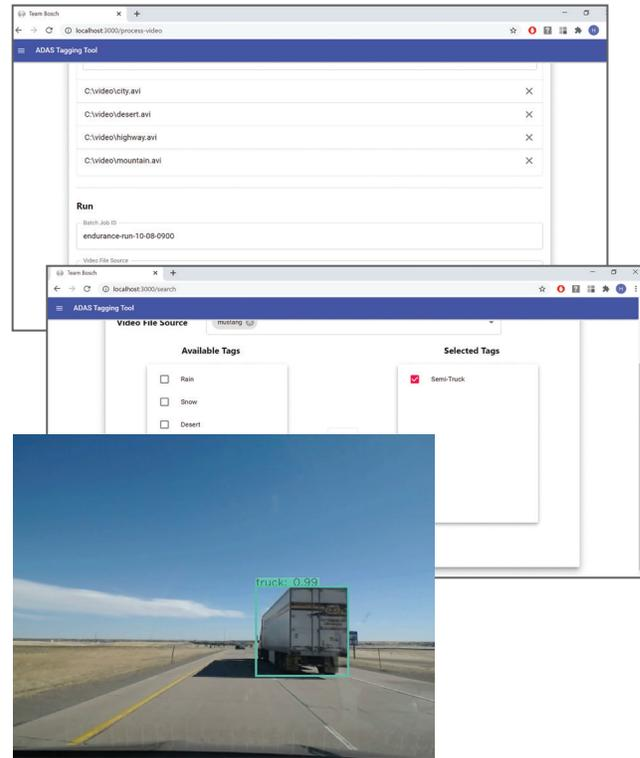 Team Bosch
localhost:3000/process-video
H
ADAS Tagging Tool
C:\video\city.avi
C:\video\desert.avi
C:\video\highway.avi
C:\video\mountain.avi
Run
Batch Job ID
endurance-run-10-08-0900
Video File Source
Team Bosch
localhost:3000/search
H
ADAS Tagging Tool
Video File Source
mustang
Available Tags
Selected Tags
Rain
Semi-Truck
Snow
Desert
truck: 0.99